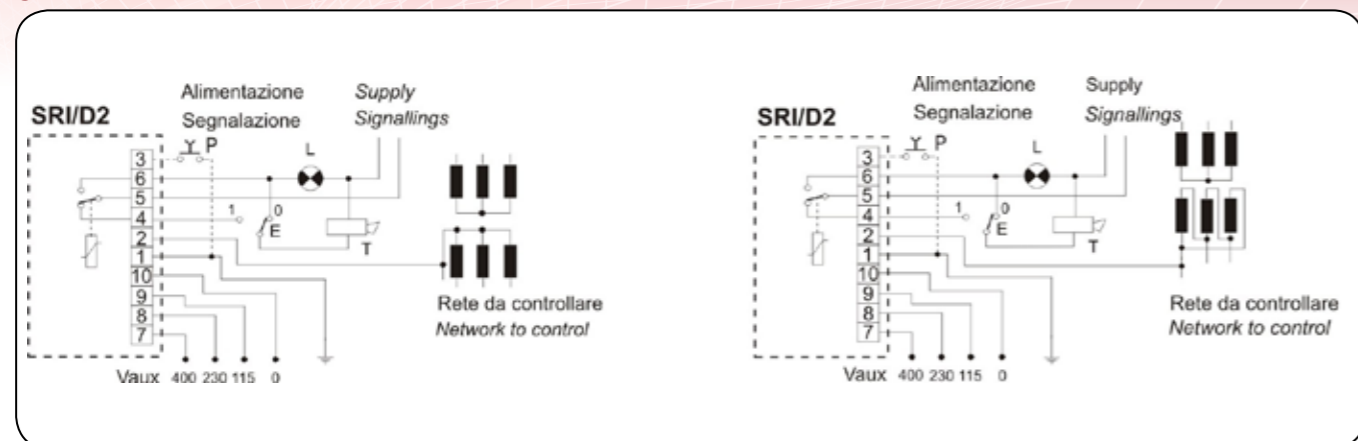 Alimentazione Supply
SRI/D2 Segnalazione Signallings
P
3
L
6
5
1 0
4
E
2
T
1
10
9 Rete da controllare
8 Network to control
7
Vaux 400 230 115 0
Alimentazione Supply
SRI/D2 Segnalazione Signallings
P
3
L
6
5
1 0
4
E
2
T
1
10
9 Rete da controllare
8 Network to control
7
Vaux 400 230 115 0